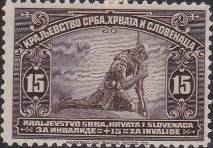 КРАЉЕВСТВО СРБА, ХРВАТА И СЛОВЕНАЦА
15 15
KRALJEVSTVO SRBA, HRVATA I SLOVENACA
ЗА ИНВАЛИДЕ =+15= ZA INVALIDE